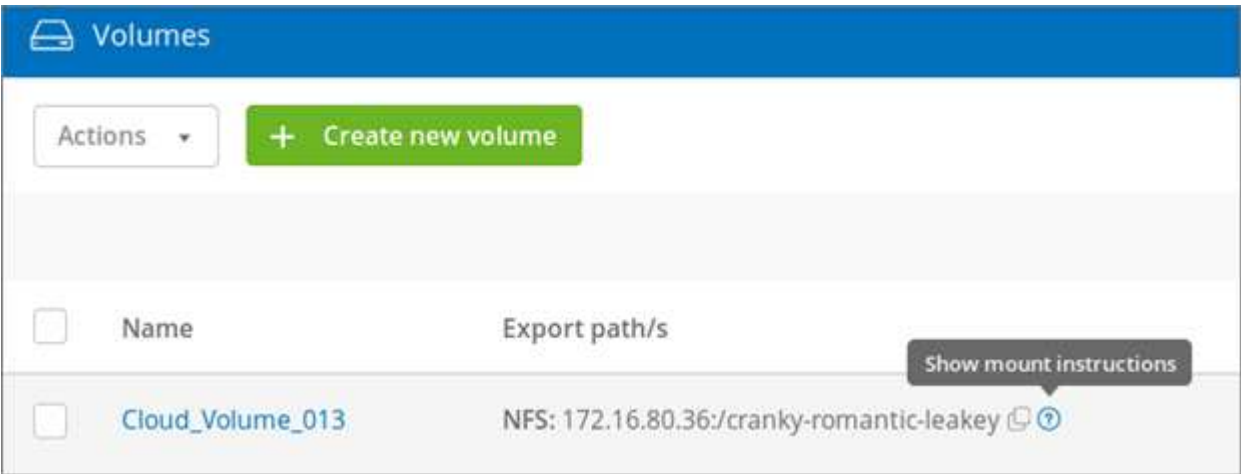 Volumes
Actions
+ Create new volume
Name Export path/s
Show mount instructions
Cloud_Volume_013 NFS: 172.16.80.36:/cranky-romantic-leakey ?